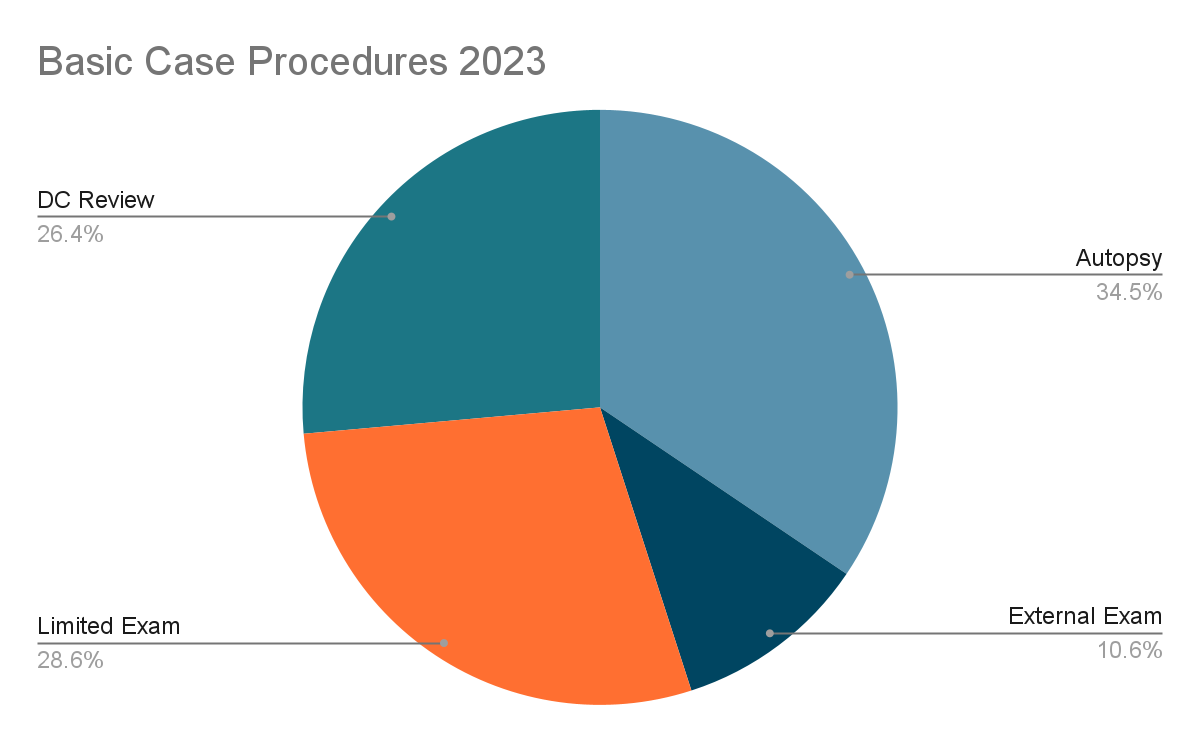 Basic Case Procedures 2023
DC Review
26.4%
Autopsy
34.5%
Limited Exam
28.6%
External Exam
10.6%